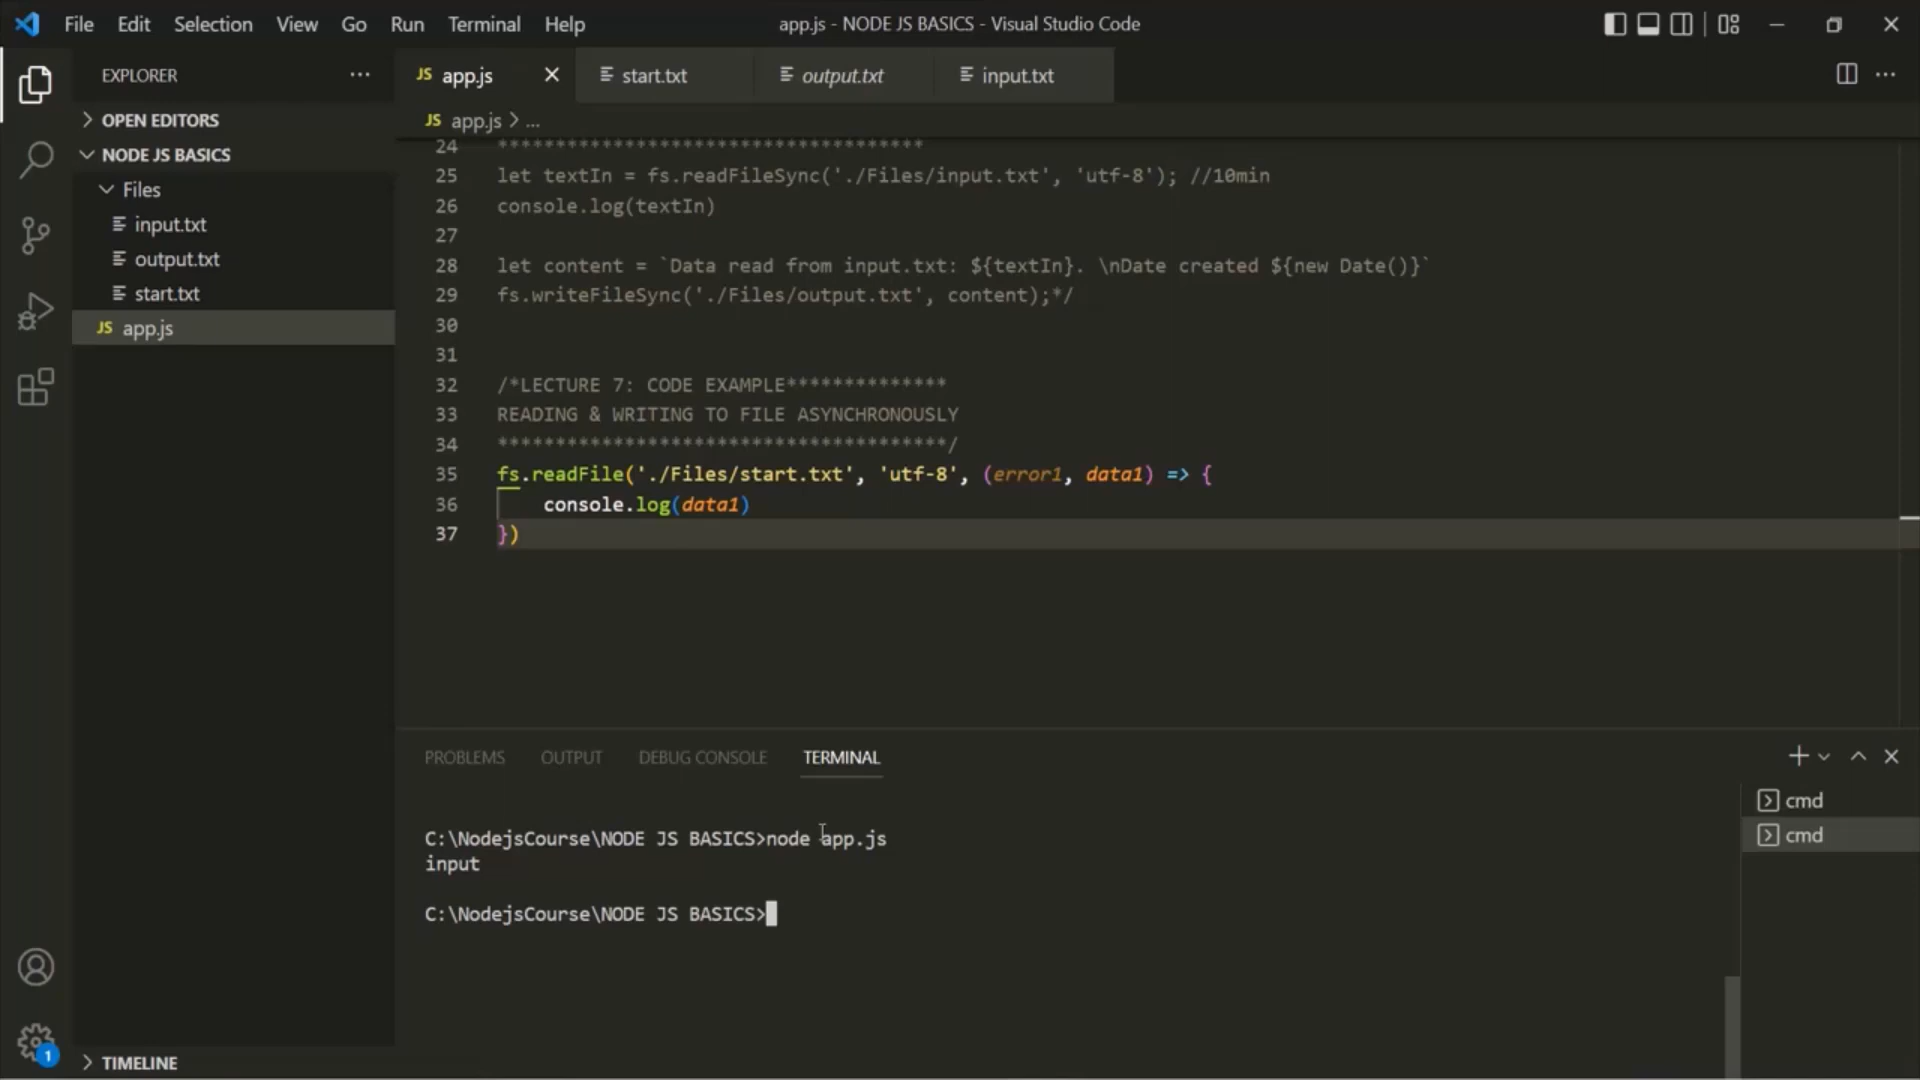 File Edit Selection View Go Run Terminal Help app.js - NODE JS BASICS - Visual Studio Code
EXPLORER
JS app.js
start.txt
output.txt
input.txt
OPEN EDITORS
JS app.js > ...
NODE JS BASICS
Files
input.txt
output.txt
start.txt
JS app.js
24 *************************************
25 let textIn = fs.readFileSync('./Files/input.txt', 'utf-8'); //10min
26 console.log(textIn)
27
28 let content = `Data read from input.txt: ${textIn}. \nDate created ${new Date()}`
29 fs.writeFileSync('./Files/output.txt', content);*/
30
31
32 /*LECTURE 7: CODE EXAMPLE**************
33 READING & WRITING TO FILE ASYNCHRONOUSLY
34 ***************************************/
35 fs.readFile('./Files/start.txt', 'utf-8', (error1, data1) => {
36 console.log(data1)
37 })
PROBLEMS OUTPUT DEBUG CONSOLE TERMINAL
C:\NodejsCourse\NODE JS BASICS>node app.js
input
C:\NodejsCourse\NODE JS BASICS>
cmd
cmd
1
TIMELINE